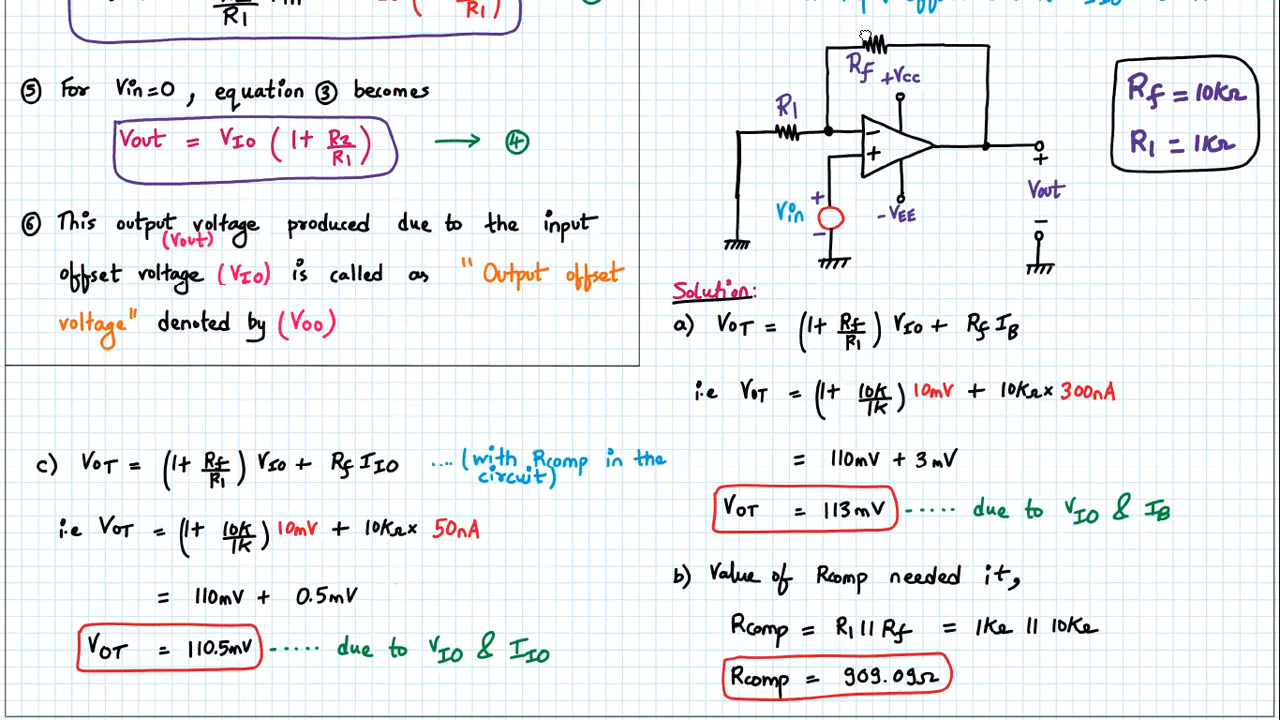 R2/R1
R1
⑤ For Vin=0, equation ③ becomes
Vout = VIO (1+ R2/R1) → ④
⑥ This output voltage produced due to the input
(Vout)
offset voltage (VIO) is called as "Output offset
voltage" denoted by (Voo)
c) VOT = (1+ Rf/R1) VIO + Rf IIO ....(with Rcomp in the
circuit)
i.e VOT = (1+ 10K/1K) 10mV + 10KΩ× 50nA
= 110mV + 0.5mV
VOT = 110.5mV ..... due to VIO & IIO
Rf
+VCC
R1
−
+
+
Vin
−
-VEE
+
Vout
−
Rf = 10KΩ
R1 = 1KΩ
Solution:
a) VOT = (1+ Rf/R1) VIO + Rf IB
i.e VOT = (1+ 10K/1K) 10mV + 10KΩ× 300nA
= 110mV + 3mV
VOT = 113mV ..... due to VIO & IB
b) Value of Rcomp needed it,
Rcomp = R1 || Rf = 1KΩ || 10KΩ
Rcomp = 909.09Ω